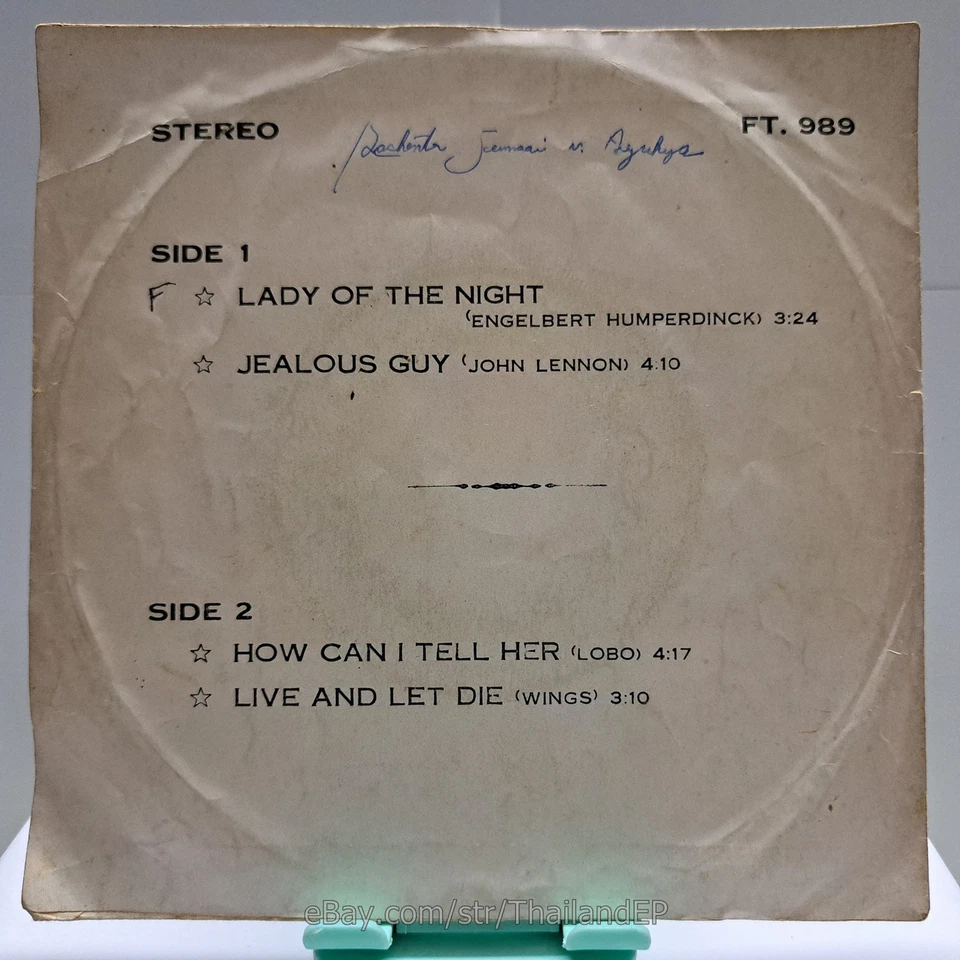 STEREO
FT. 989
SIDE 1
F ☆ LADY OF THE NIGHT
(ENGELBERT HUMPERDINCK) 3:24
☆ JEALOUS GUY (JOHN LENNON) 4:10
SIDE 2
☆ HOW CAN I TELL HER (LOBO) 4:17
☆ LIVE AND LET DIE (WINGS) 3:10
eBay.com/str/ThailandEP